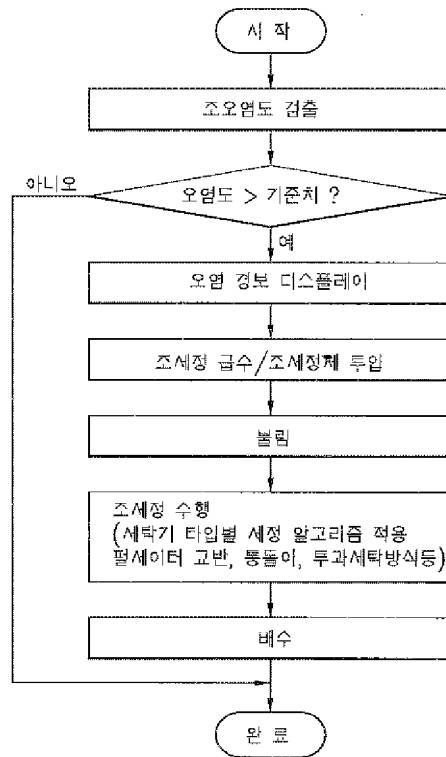 시 작
조오염도 검출
아니오
오염도 > 기준치 ?
예
오염 경보 디스플레이
조세정 급수/조세정체 투입
불림
조세정 수행
(세탁기 타입별 세정 알고리즘 적용
펄세이터 교반, 통돌이, 투과세탁방식등)
배수
완 료